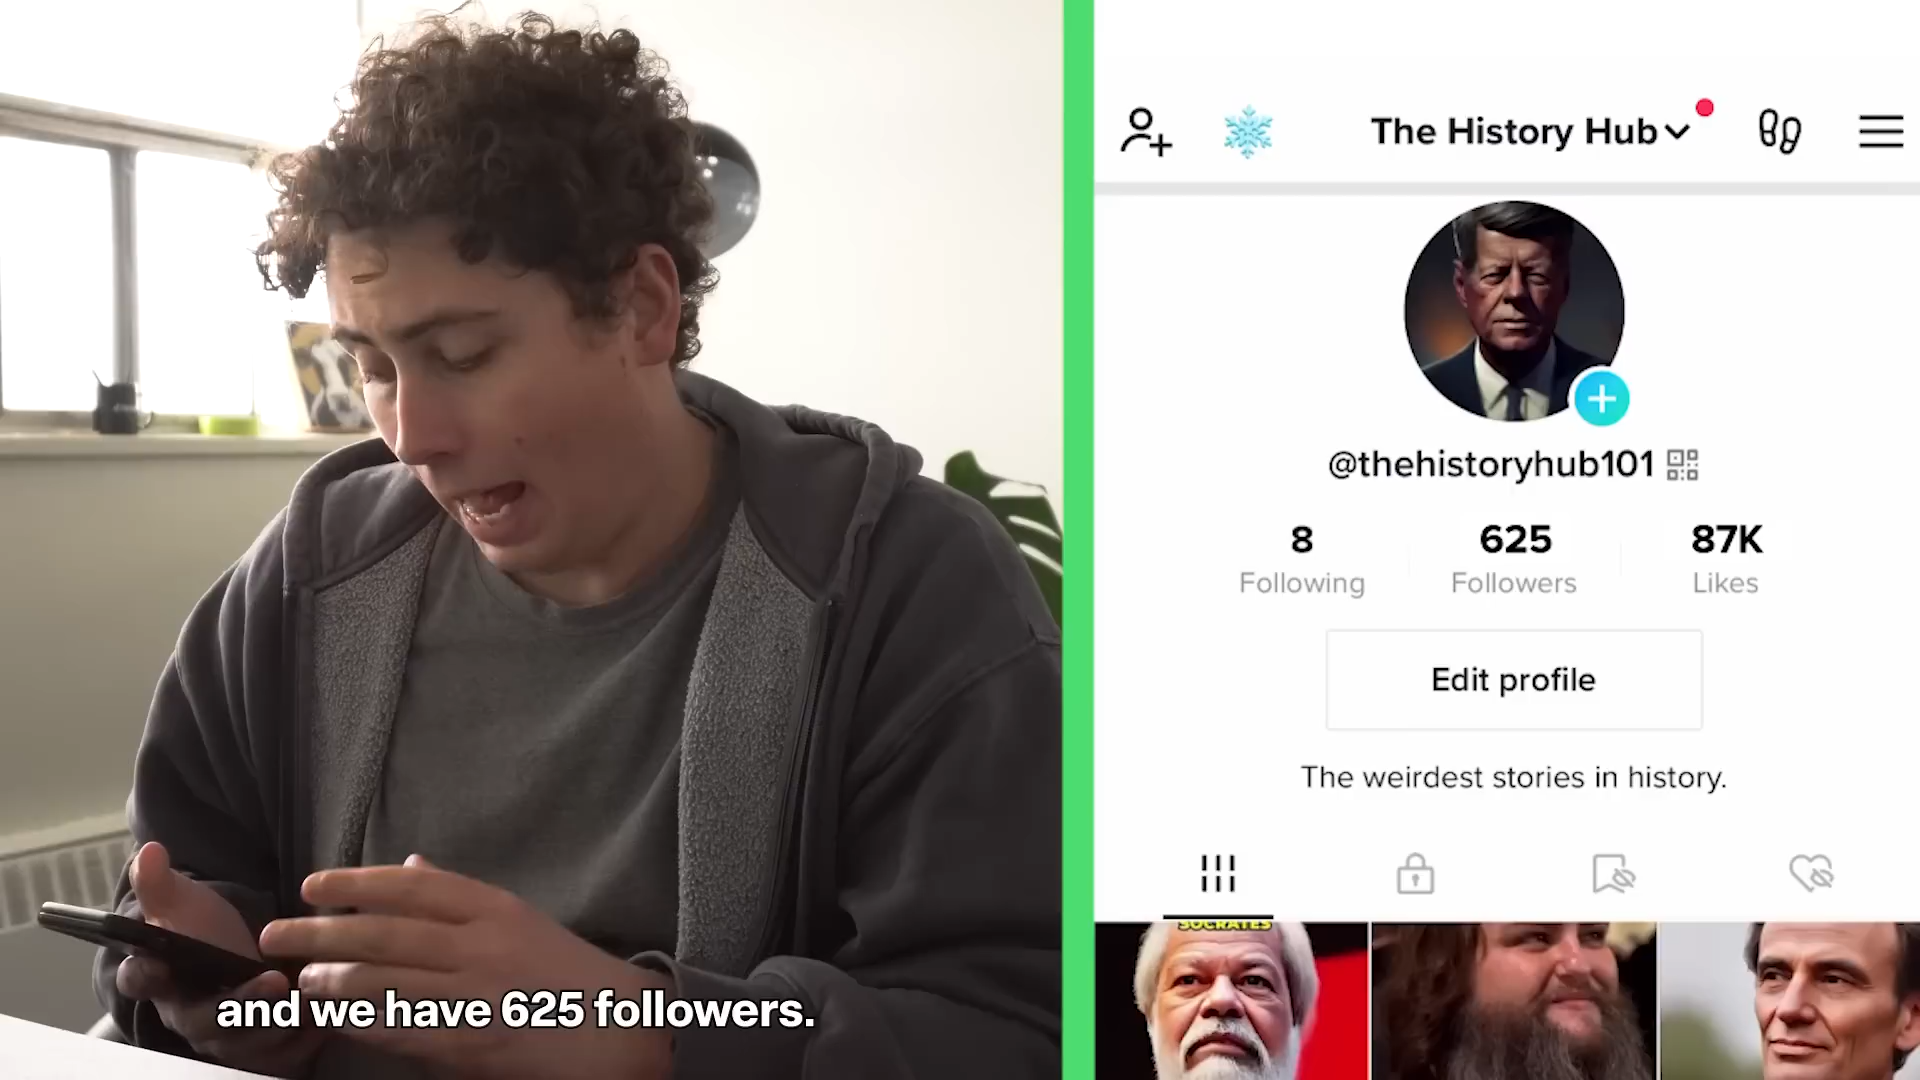 The History Hub
@thehistoryhub101
8
Following
625
Followers
87K
Likes
Edit profile
The weirdest stories in history.
SOCRATES
and we have 625 followers.